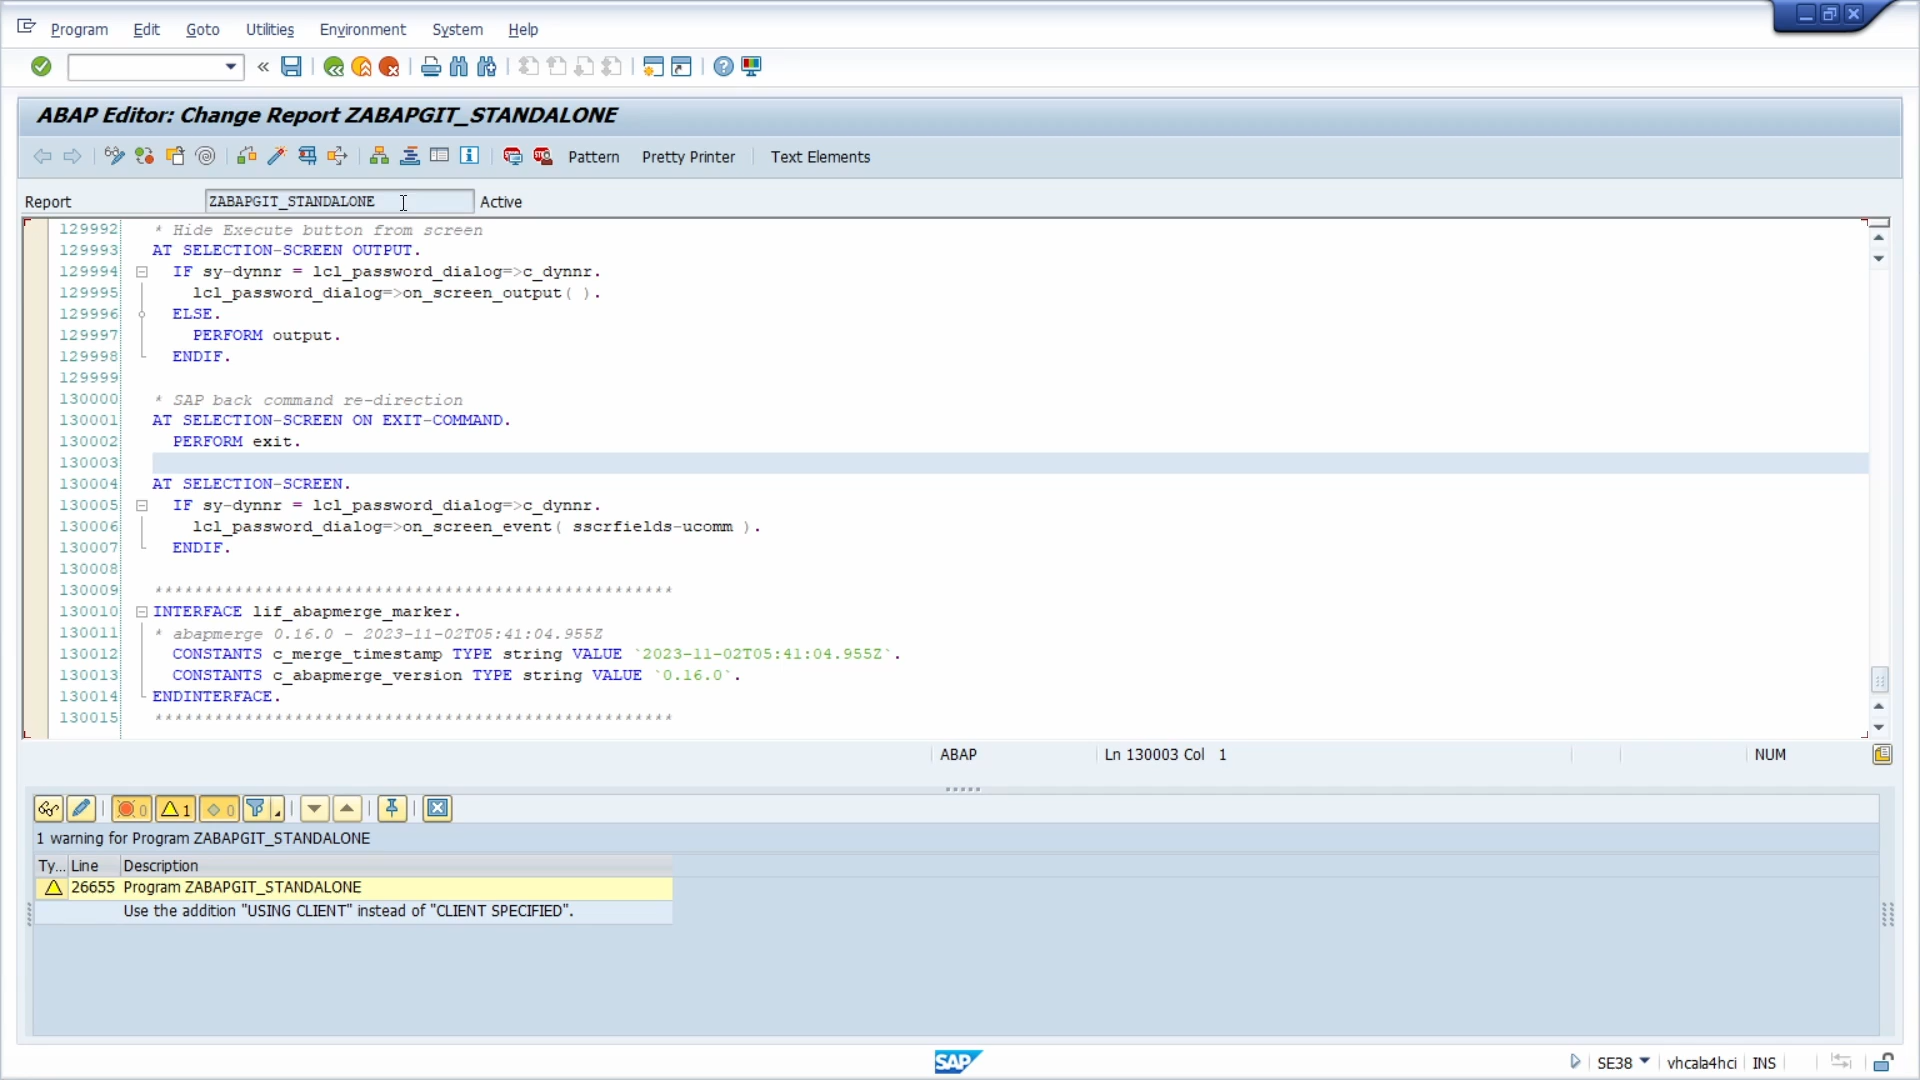 Program Edit Goto Utilities Environment System Help
ABAP Editor: Change Report ZABAPGIT_STANDALONE
Pattern Pretty Printer Text Elements
Report ZABAPGIT_STANDALONE Active
129992 * Hide Execute button from screen
129993 AT SELECTION-SCREEN OUTPUT.
129994 IF sy-dynnr = lcl_password_dialog=>c_dynnr.
129995 lcl_password_dialog=>on_screen_output( ).
129996 ELSE.
129997 PERFORM output.
129998 ENDIF.
129999
130000 * SAP back command re-direction
130001 AT SELECTION-SCREEN ON EXIT-COMMAND.
130002 PERFORM exit.
130003
130004 AT SELECTION-SCREEN.
130005 IF sy-dynnr = lcl_password_dialog=>c_dynnr.
130006 lcl_password_dialog=>on_screen_event( sscrfields-ucomm ).
130007 ENDIF.
130008
130009 ****************************************************
130010 INTERFACE lif_abapmerge_marker.
130011 * abapmerge 0.16.0 - 2023-11-02T05:41:04.955Z
130012 CONSTANTS c_merge_timestamp TYPE string VALUE `2023-11-02T05:41:04.955Z`.
130013 CONSTANTS c_abapmerge_version TYPE string VALUE `0.16.0`.
130014 ENDINTERFACE.
130015 ****************************************************
ABAP Ln 130003 Col 1 NUM
0 1 0
1 warning for Program ZABAPGIT_STANDALONE
Ty... Line Description
26655 Program ZABAPGIT_STANDALONE
Use the addition "USING CLIENT" instead of "CLIENT SPECIFIED".
SAP SE38 vhcala4hci INS